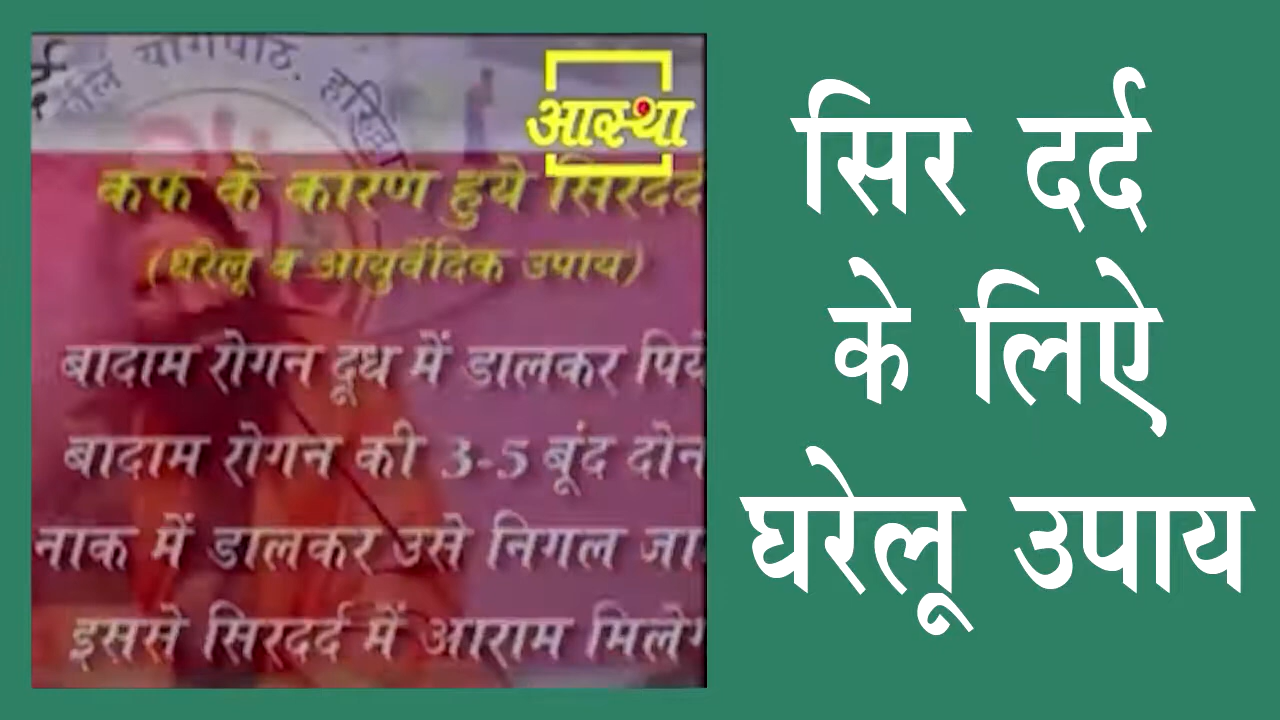 योगपीठ,
आस्था
कफ के कारण हुये सिरदर्द
(घरेलू व आयुर्वेदिक उपाय)
बादाम रोगन दूध में डालकर
बादाम रोगन की 3-5 बूंद
नाक में डालकर उसे निगल
इससे सिरदर्द में आराम
सिर दर्द
के लिऐ
घरेलू उपाय